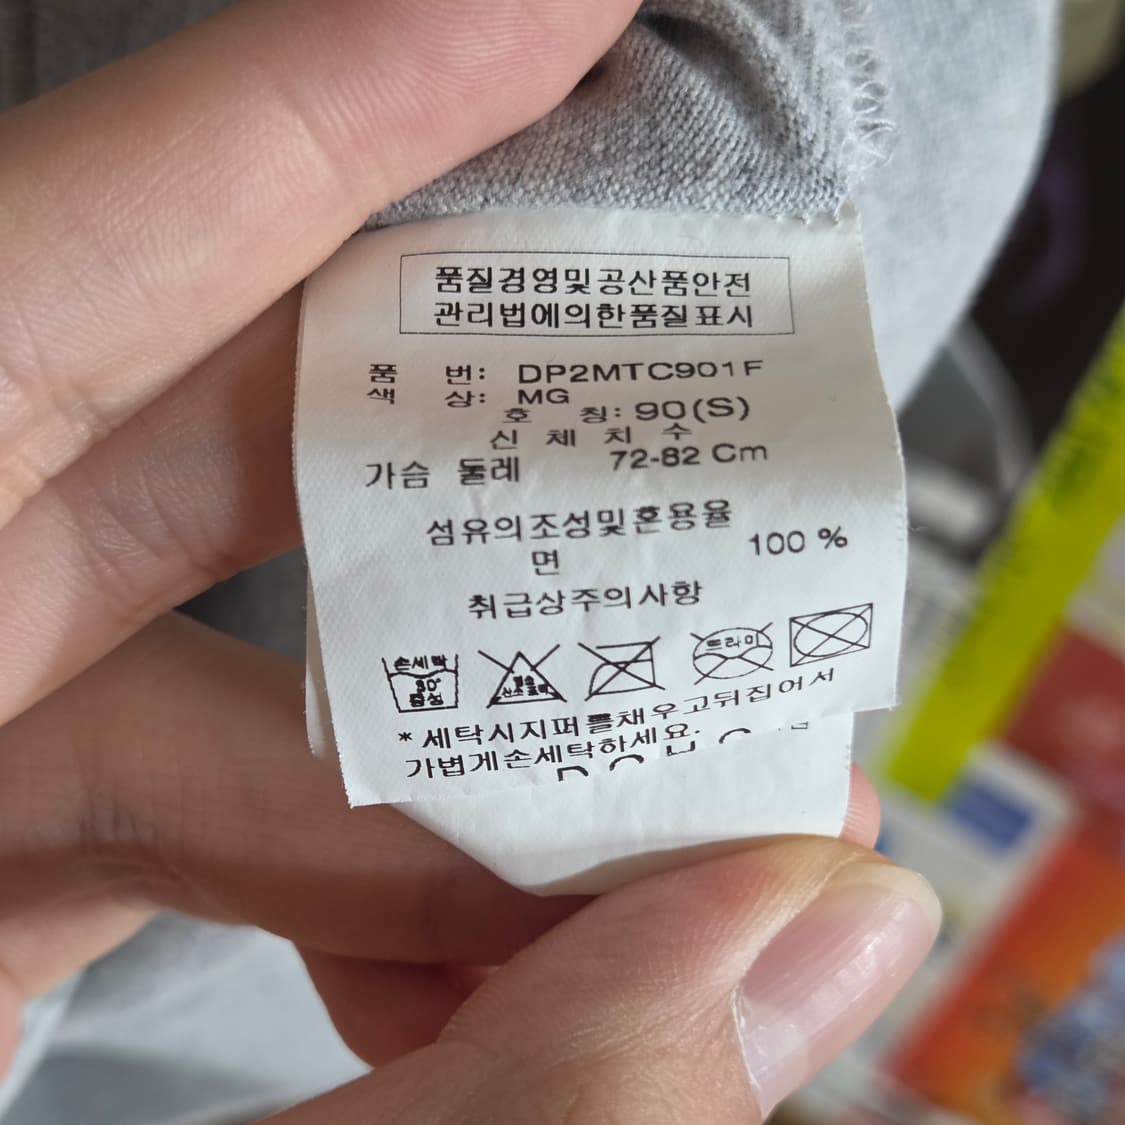 품질경영및공산품안전
관리법에의한품질표시
품 번: DP2MTC901F
색 상: MG
호 칭: 90(S)
신 체 치 수
가슴 둘레 72-82 Cm
섬유의조성및혼용율
면 100 %
취급상주의사항
손세탁
30°
중성
드라이
*세탁시지퍼를채우고뒤집어서
가볍게손세탁하세요.